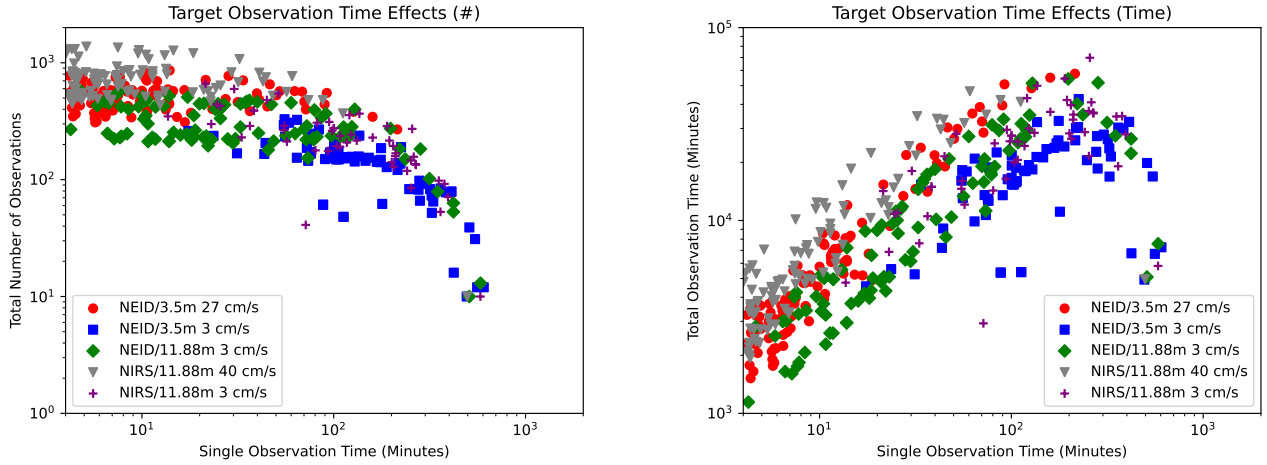 Target Observation Time Effects (#)
Total Number of Observations
10³
10²
10¹
10⁰
NEID/3.5m 27 cm/s
NEID/3.5m 3 cm/s
NEID/11.88m 3 cm/s
NIRS/11.88m 40 cm/s
NIRS/11.88m 3 cm/s
10¹ 10² 10³
Single Observation Time (Minutes)
Target Observation Time Effects (Time)
Total Observation Time (Minutes)
10⁵
10⁴
10³
NEID/3.5m 27 cm/s
NEID/3.5m 3 cm/s
NEID/11.88m 3 cm/s
NIRS/11.88m 40 cm/s
NIRS/11.88m 3 cm/s
10¹ 10² 10³
Single Observation Time (Minutes)